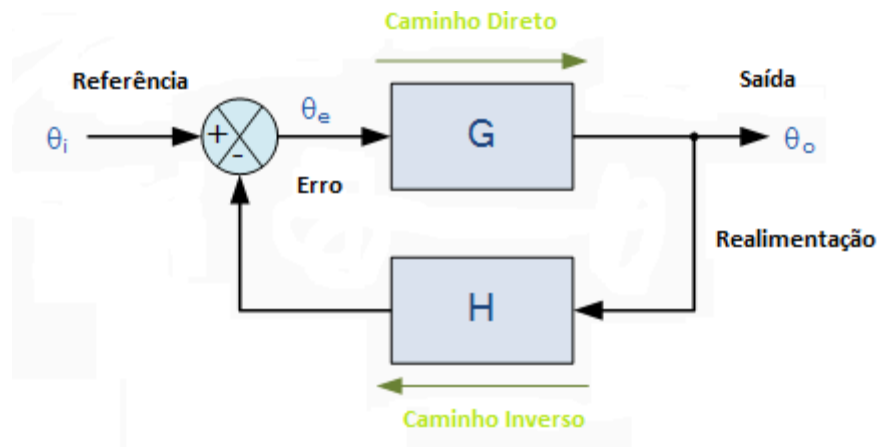 Caminho Direto
Referência
Saída
θi
+
-
θe
G
θo
Erro
Realimentação
H
Caminho Inverso